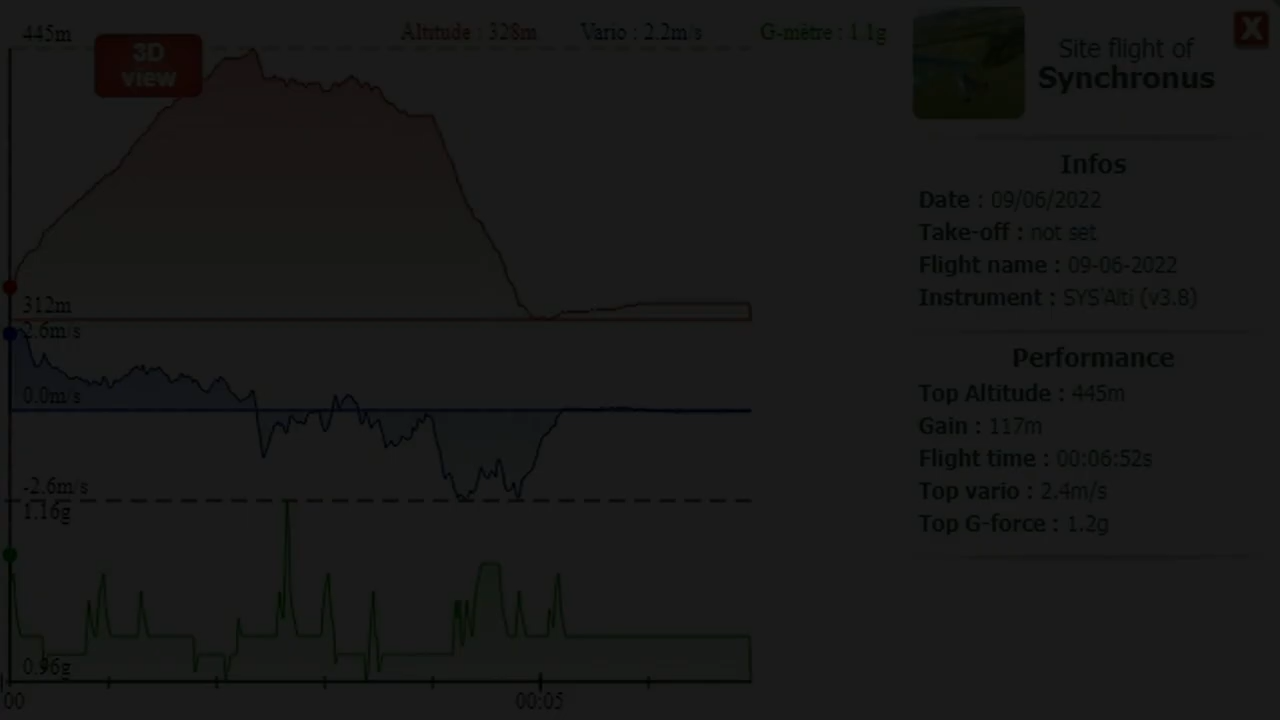 445m
Altitude : 328m
Vario : 2.2m/s
G-mètre : 1.1g
3D
view
312m
2.6m/s
0.0m/s
-2.6m/s
1.16g
0.96g
00
00:05
X
Site flight of
Synchronus
Infos
Date : 09/06/2022
Take-off : not set
Flight name : 09-06-2022
Instrument : SYS'Alti (v3.8)
Performance
Top Altitude : 445m
Gain : 117m
Flight time : 00:06:52s
Top vario : 2.4m/s
Top G-force : 1.2g